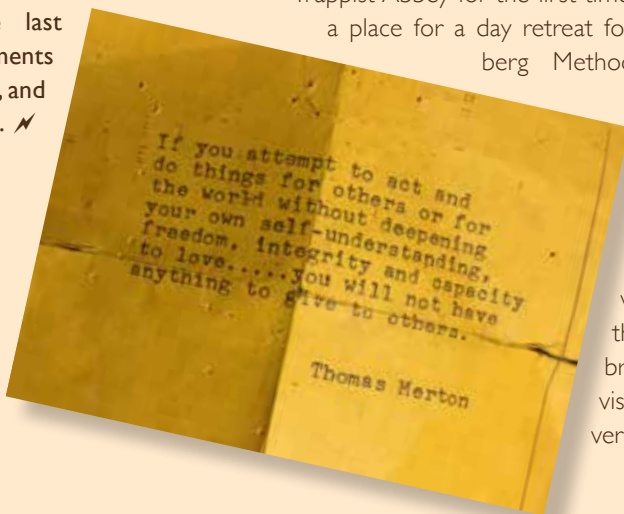 last
ments
, and
Trappist Abbey for the first time
a place for a day retreat fo
berg Method
If you attempt to act and
do things for others or for
the world without deepening
your own self-understanding,
freedom, integrity and capacity
to love.....you will not have
anything to give to others.
Thomas Merton
th
br
vis
ver